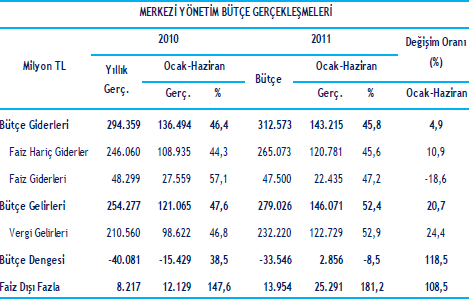 MERKEZİ YÖNETİM BÜTÇE GERÇEKLEŞMELERİ
2010 2011 Değişim Oranı (%)
Milyon TL Yıllık Gerç. Ocak-Haziran Bütçe Ocak-Haziran
Gerç. % Gerç. % Ocak-Haziran
Bütçe Giderleri 294.359 136.494 46,4 312.573 143.215 45,8 4,9
Faiz Hariç Giderler 246.060 108.935 44,3 265.073 120.781 45,6 10,9
Faiz Giderleri 48.299 27.559 57,1 47.500 22.435 47,2 -18,6
Bütçe Gelirleri 254.277 121.065 47,6 279.026 146.071 52,4 20,7
Vergi Gelirleri 210.560 98.622 46,8 232.220 122.729 52,9 24,4
Bütçe Dengesi -40.081 -15.429 38,5 -33.546 2.856 -8,5 118,5
Faiz Dışı Fazla 8.217 12.129 147,6 13.954 25.291 181,2 108,5